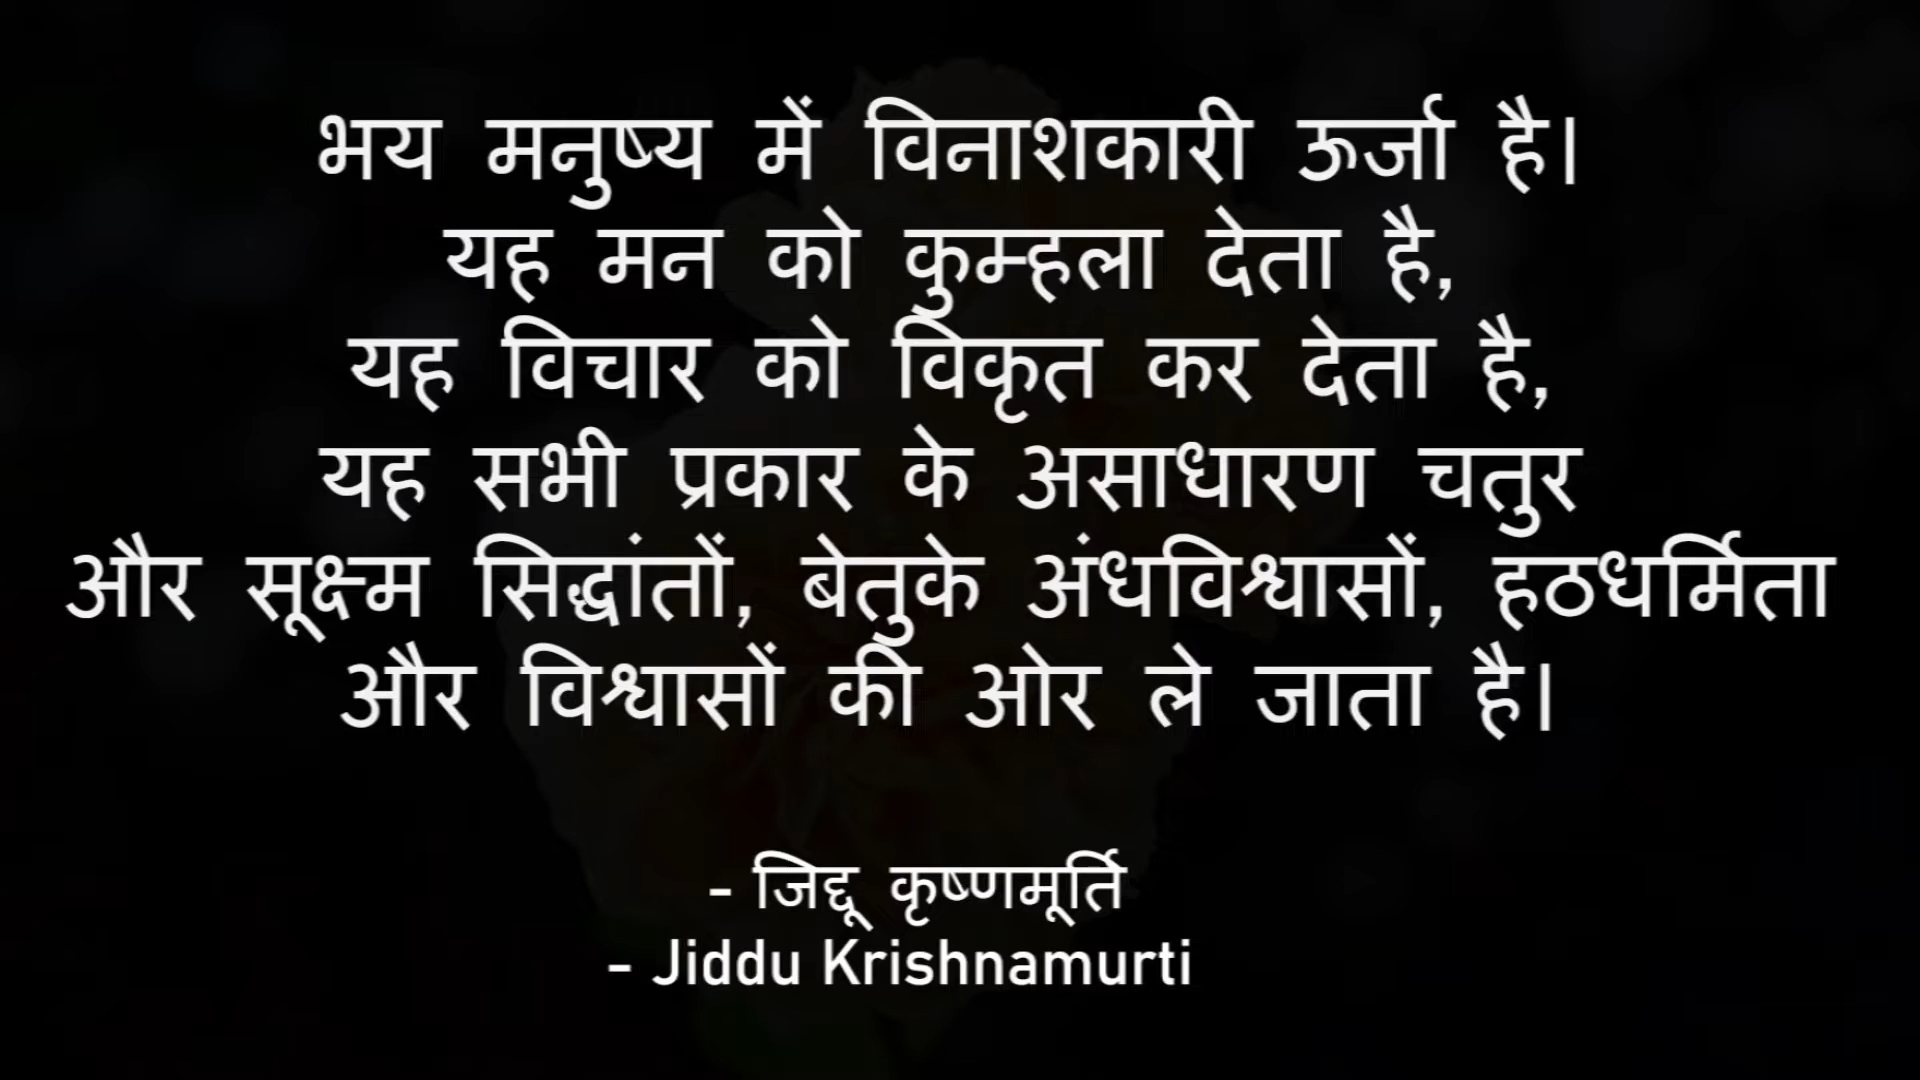 भय मनुष्य में विनाशकारी ऊर्जा है।
यह मन को कुम्हला देता है,
यह विचार को विकृत कर देता है,
यह सभी प्रकार के असाधारण चतुर
और सूक्ष्म सिद्धांतों, बेतुके अंधविश्वासों, हठधर्मिता
और विश्वासों की ओर ले जाता है।
- जिद्दू कृष्णमूर्ति
- Jiddu Krishnamurti